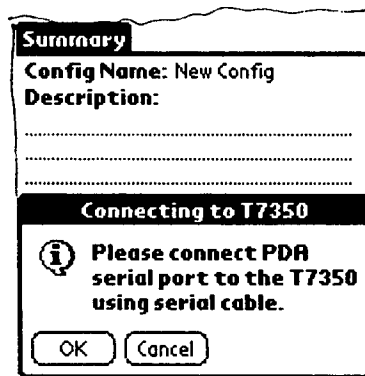 Summary
Config Name: New Config
Description:
Connecting to T7350
Please connect PDA
serial port to the T7350
using serial cable.
OK Cancel